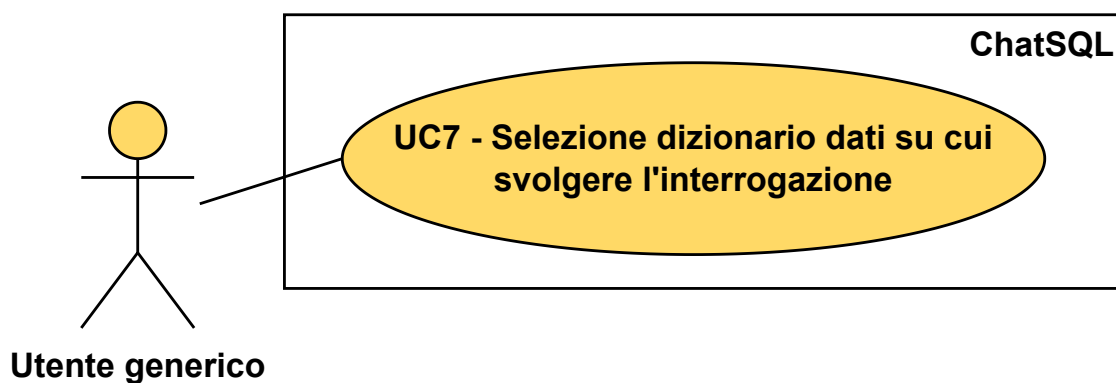 ChatSQL
UC7 - Selezione dizionario dati su cui
svolgere l'interrogazione
Utente generico